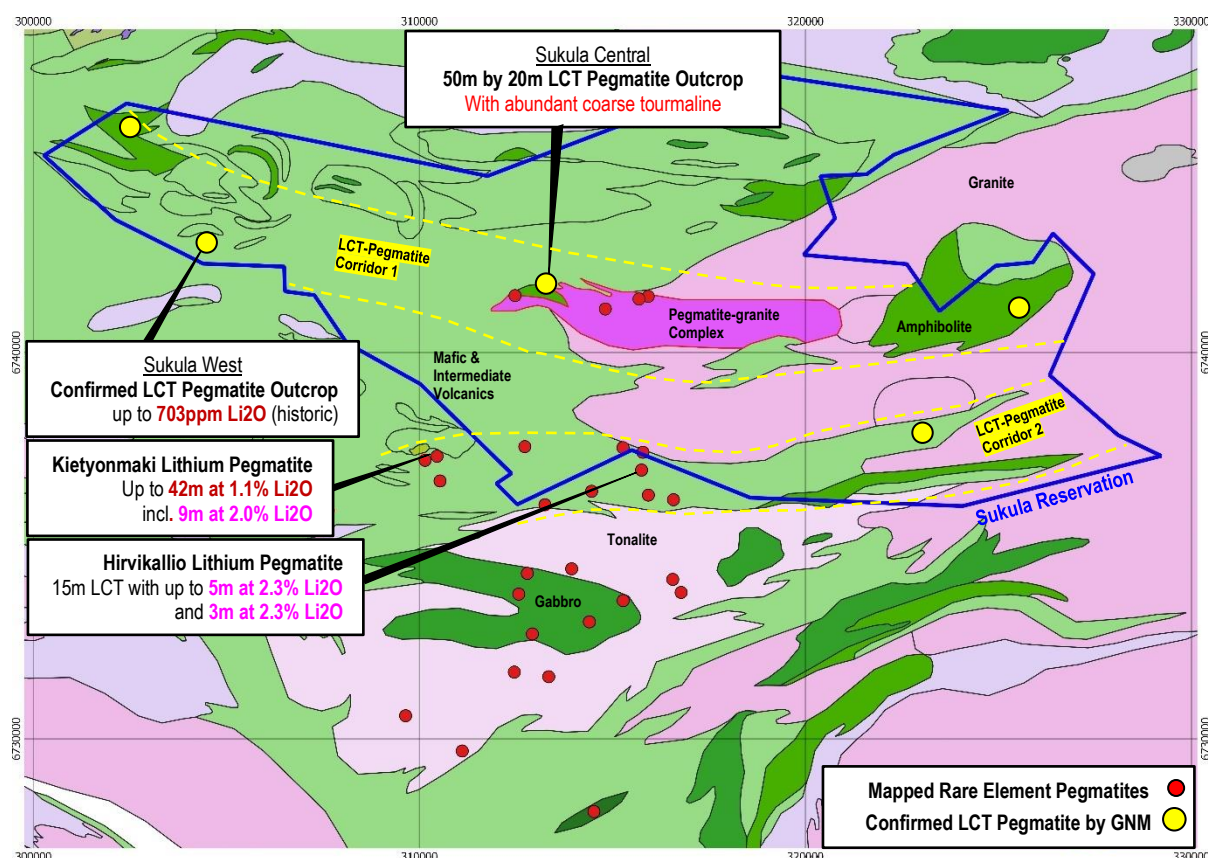 300000
310000
320000
330000
Sukula Central
50m by 20m LCT Pegmatite Outcrop
With abundant coarse tourmaline
Granite
LCT-Pegmatite
Corridor 1
Pegmatite-granite
Complex
Amphibolite
6740000
6740000
Sukula West
Confirmed LCT Pegmatite Outcrop
up to 703ppm Li2O (historic)
Mafic &
Intermediate
Volcanics
LCT-Pegmatite
Corridor 2
Kietyonmaki Lithium Pegmatite
Up to 42m at 1.1% Li2O
incl. 9m at 2.0% Li2O
Sukula Reservation
Tonalite
Hirvikallio Lithium Pegmatite
15m LCT with up to 5m at 2.3% Li2O
and 3m at 2.3% Li2O
Gabbro
6730000
6730000
Mapped Rare Element Pegmatites
Confirmed LCT Pegmatite by GNM
300000
310000
320000
330000